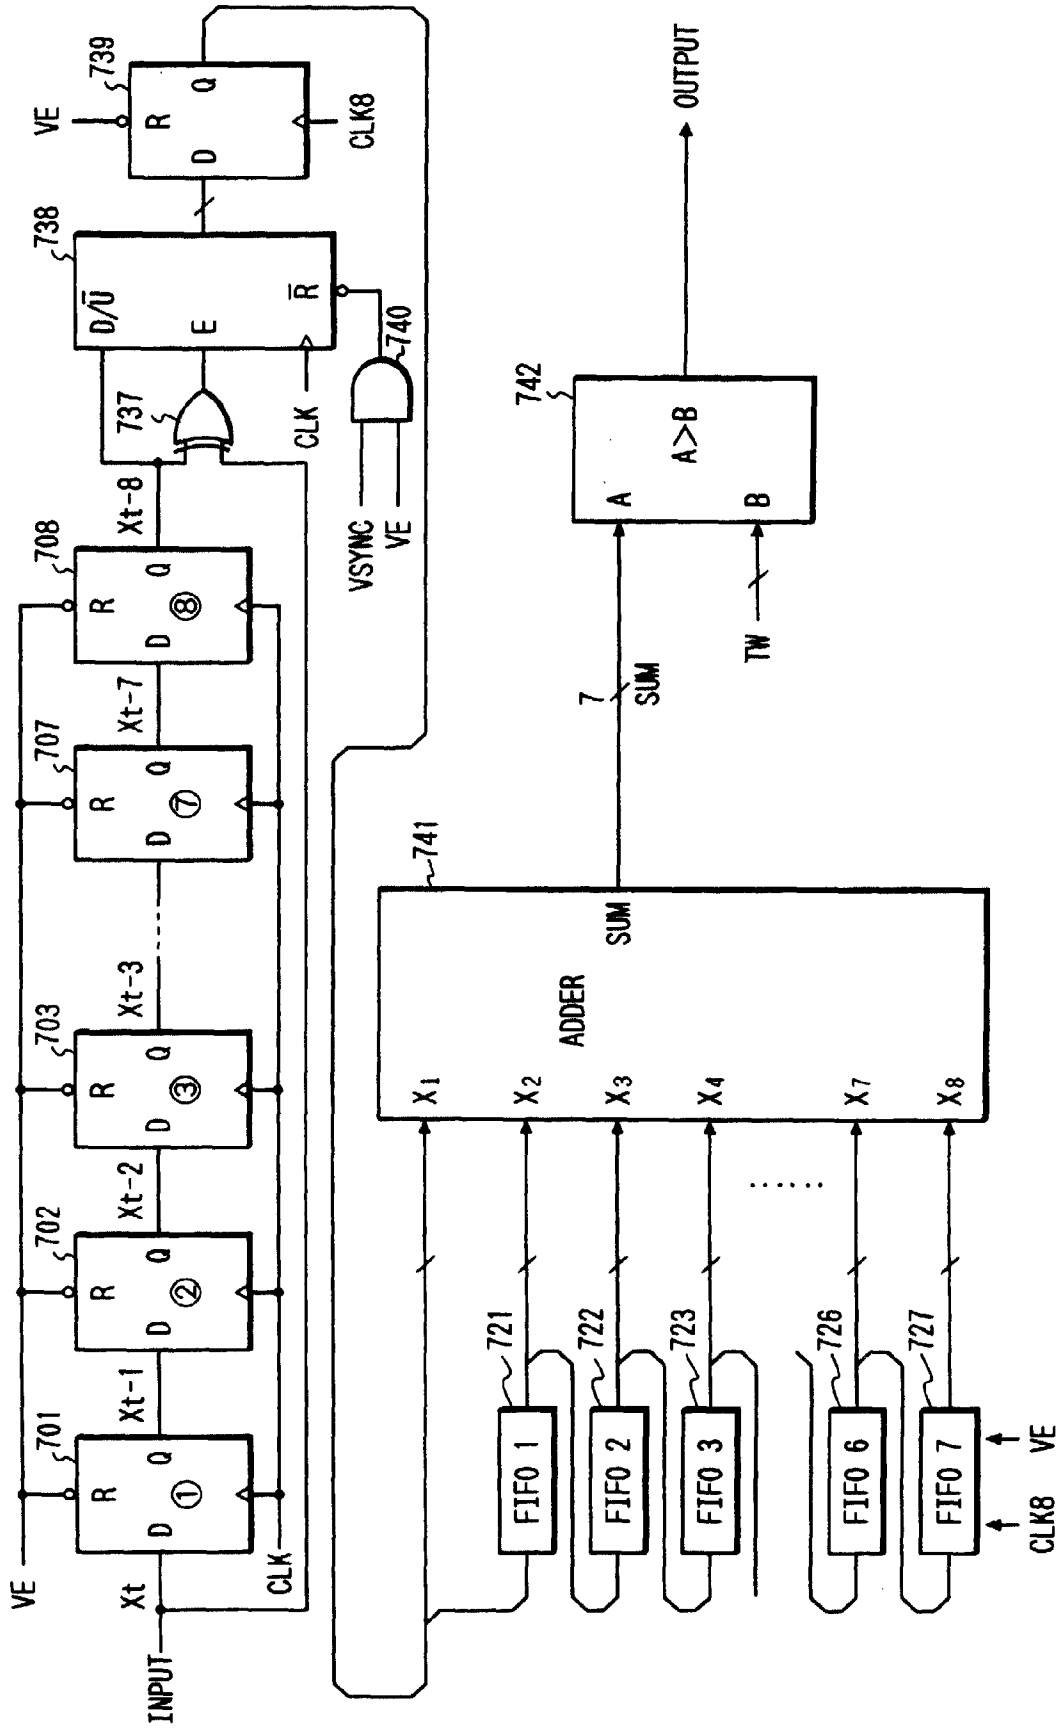 VE
INPUT
Xt
CLK
701
R
D
①
Q
Xt-1
702
R
D
②
Q
Xt-2
703
R
D
③
Q
Xt-3
707
R
D
⑦
Q
Xt-7
708
R
D
⑧
Q
Xt-8
737
CLK
738
D/U̅
E
R̅
VSYNC
VE
740
739
VE
R
D
Q
CLK8
721
FIFO 1
722
FIFO 2
723
FIFO 3
726
FIFO 6
727
FIFO 7
CLK8
VE
......
741
X1
X2
X3
X4
X7
X8
ADDER
SUM
7
SUM
TW
742
A
B
A>B
OUTPUT